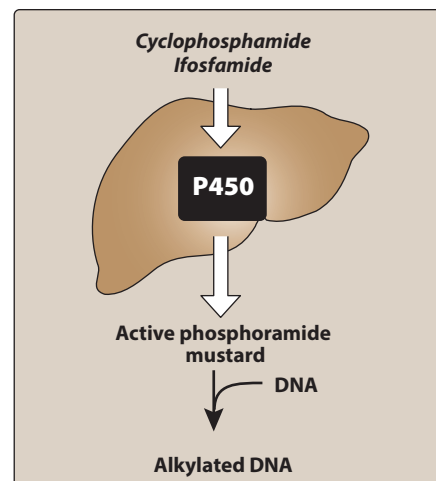 Cyclophosphamide
Ifosfamide
P450
Active phosphoramide
mustard
DNA
Alkylated DNA